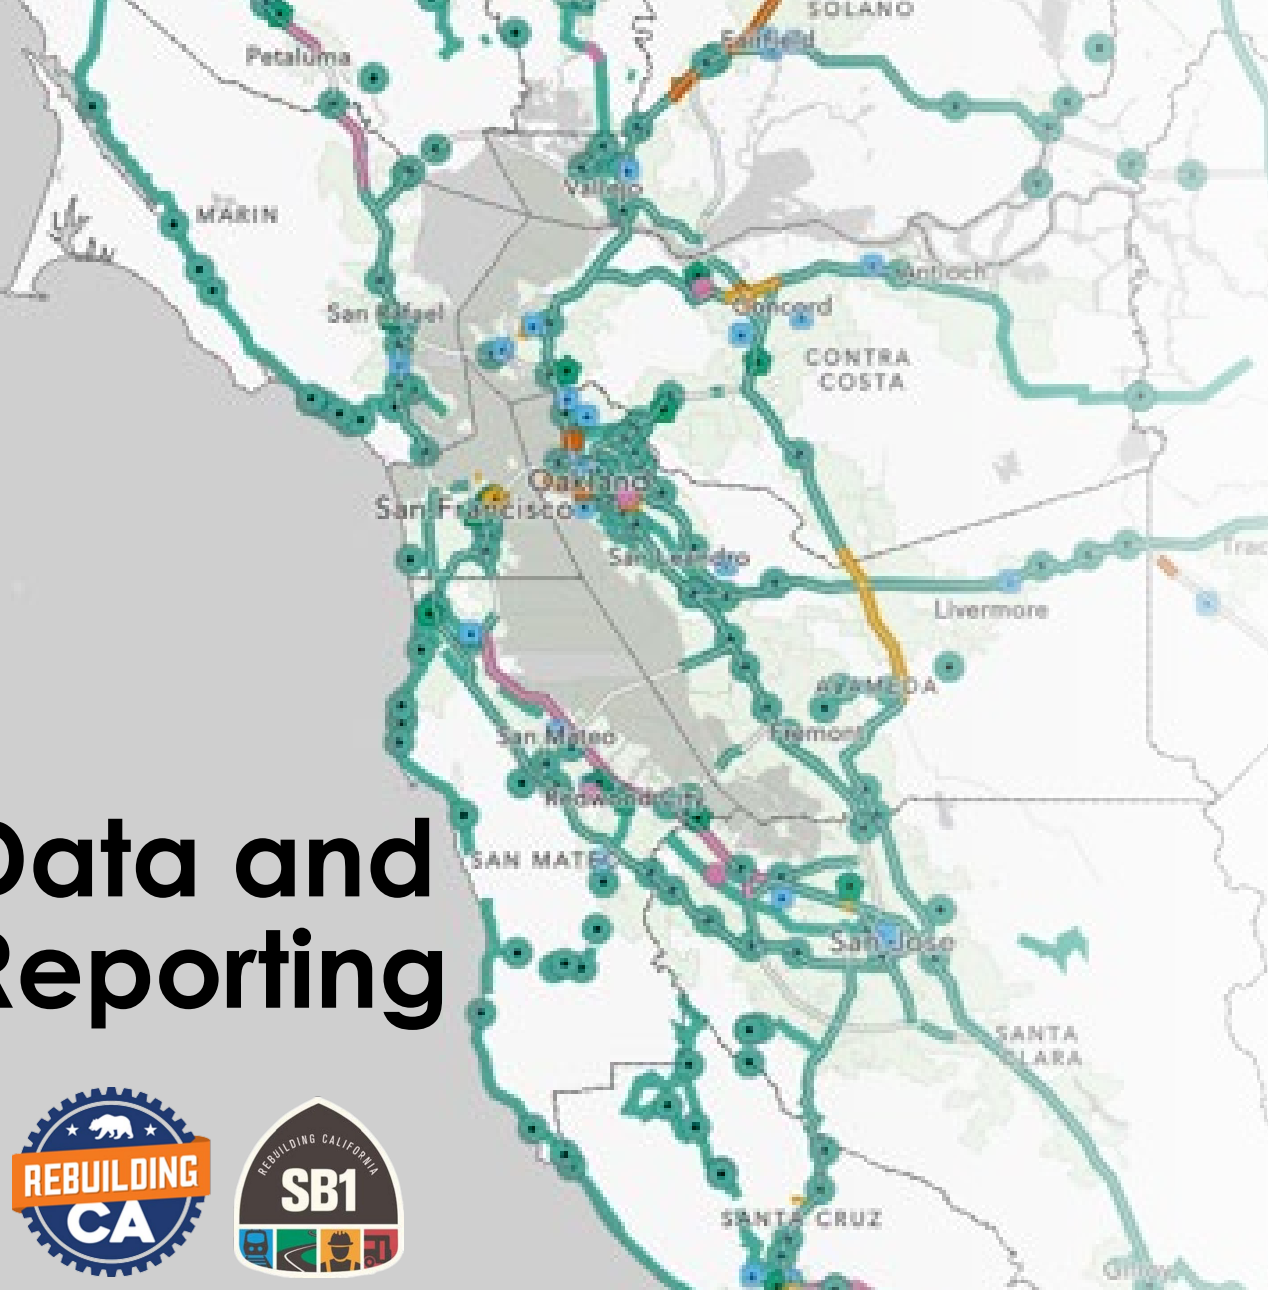 SOLANO
Fairfield
Petaluma
Vallejo
MARIN
Antioch
San Rafael
Concord
CONTRA
COSTA
Oakland
San Francisco
San Leandro
Trac
Livermore
ALAMEDA
San Mateo
Fremont
Redwood City
Data and
SAN MATEO
San Jose
Reporting
SANTA
CLARA
REBUILDING
CA
REBUILDING CALIFORNIA
SB1
SANTA CRUZ
Gilroy